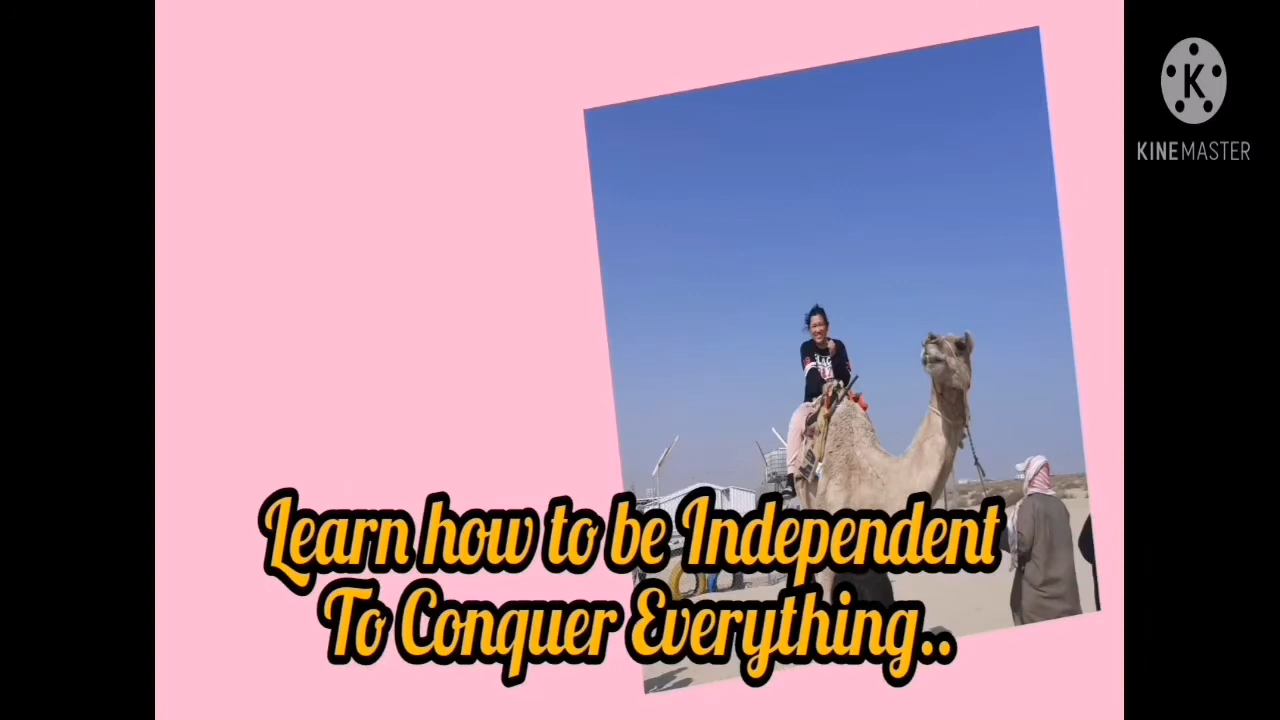 K
KINEMASTER
Learn how to be Independent
To Conquer Everything..